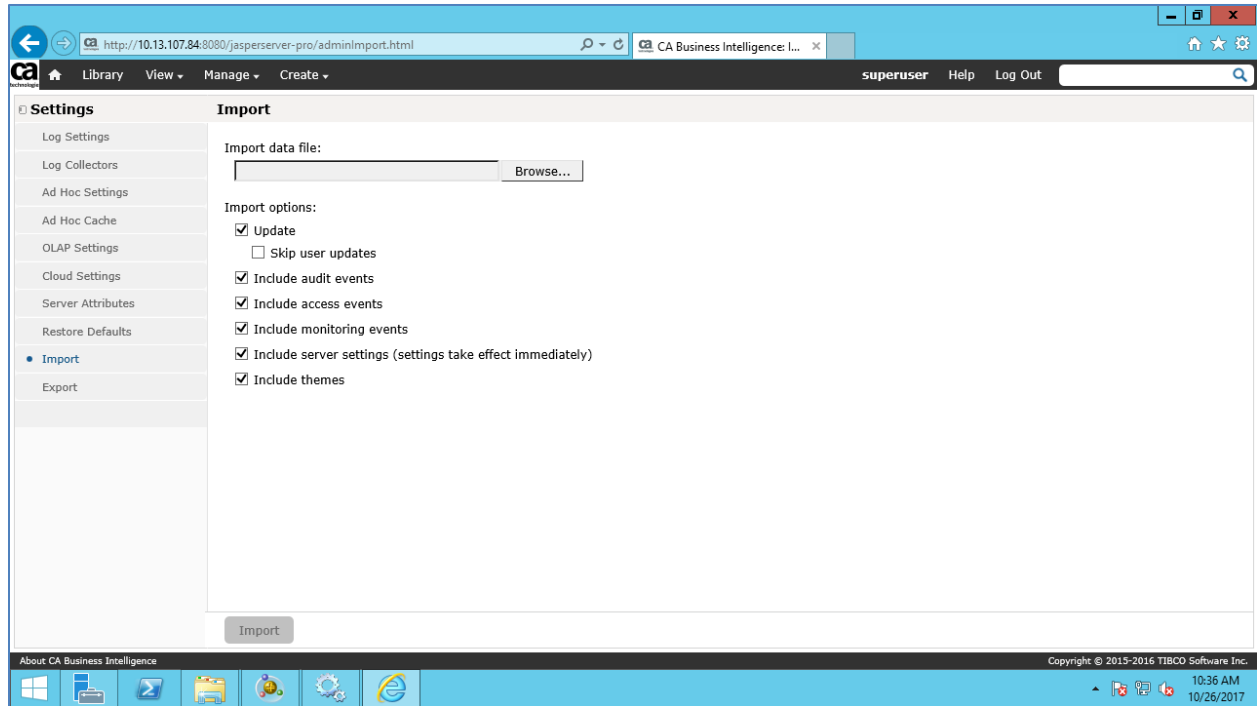 http://10.13.107.84:8080/jasperserver-pro/adminImport.html
CA Business Intelligence: I...
ca
technologie
Library View Manage Create superuser Help Log Out
Settings
Import
Log Settings
Log Collectors
Ad Hoc Settings
Ad Hoc Cache
OLAP Settings
Cloud Settings
Server Attributes
Restore Defaults
Import
Export
Import data file:
Browse...
Import options:
Update
Skip user updates
Include audit events
Include access events
Include monitoring events
Include server settings (settings take effect immediately)
Include themes
Import
About CA Business Intelligence
Copyright © 2015-2016 TIBCO Software Inc.
10:36 AM
10/26/2017